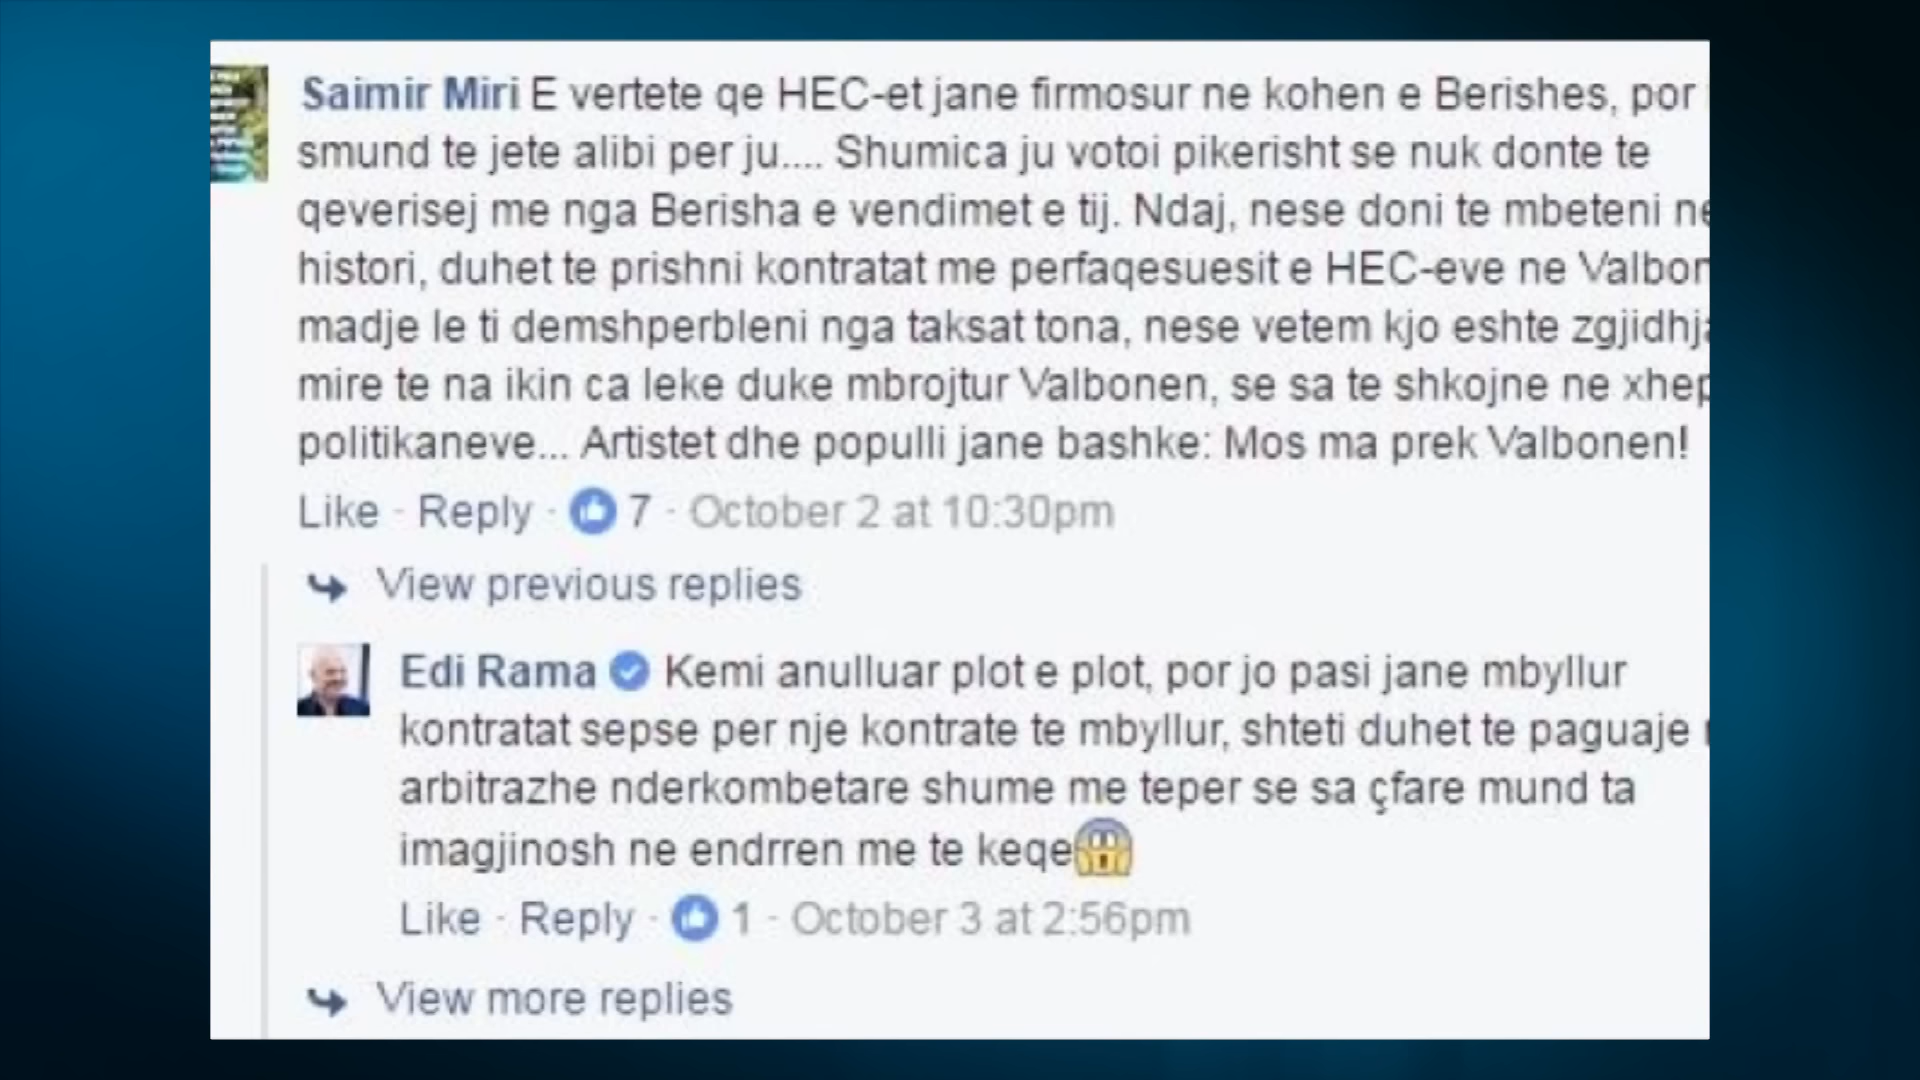 Saimir Miri E vertete qe HEC-et jane firmosur ne kohen e Berishes, por
smund te jete alibi per ju.... Shumica ju votoi pikerisht se nuk donte te
qeverisej me nga Berisha e vendimet e tij. Ndaj, nese doni te mbeteni ne
histori, duhet te prishni kontratat me perfaqesuesit e HEC-eve ne
madje le ti demshperbleni nga taksat tona, nese vetem kjo eshte
mire te na ikin ca leke duke mbrojtur Valbonen, se sa te shkojne ne
politikaneve... Artistet dhe populli jane bashke: Mos ma prek Valbonen!
Like · Reply · 7 · October 2 at 10:30pm
View previous replies
Edi Rama Kemi anulluar plot e plot, por jo pasi jane mbyllur
kontratat sepse per nje kontrate te mbyllur, shteti duhet te paguaje
arbitrazhe nderkombetare shume me teper se sa çfare mund ta
imagjinosh ne endrren me te keqe😱
Like · Reply · 1 · October 3 at 2:56pm
View more replies